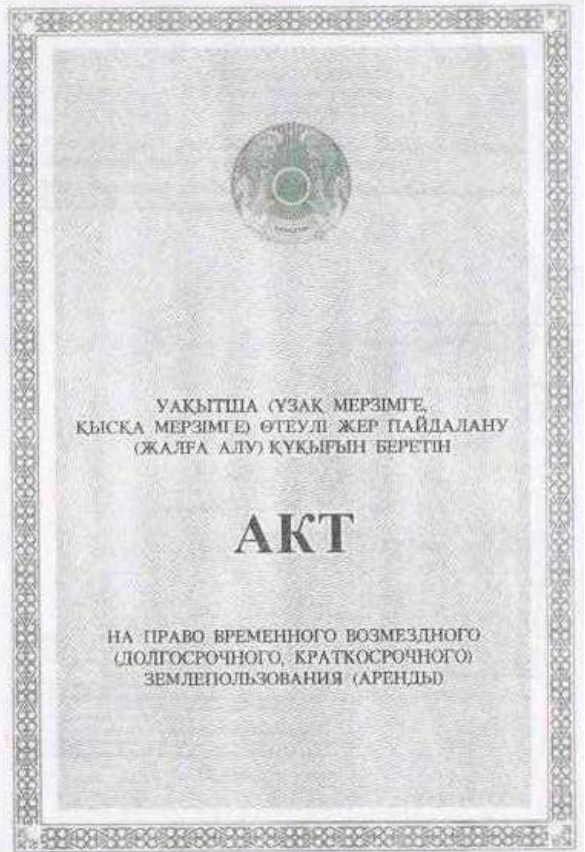 УАҚЫТША (ҰЗАҚ МЕРЗІМГЕ,
ҚЫСҚА МЕРЗІМГЕ) ӨТЕУЛІ ЖЕР ПАЙДАЛАНУ
(ЖАЛҒА АЛУ) ҚҰҚЫҒЫН БЕРЕТІН
АКТ
НА ПРАВО ВРЕМЕННОГО ВОЗМЕЗДНОГО
(ДОЛГОСРОЧНОГО, КРАТКОСРОЧНОГО)
ЗЕМЛЕПОЛЬЗОВАНИЯ (АРЕНДЫ)